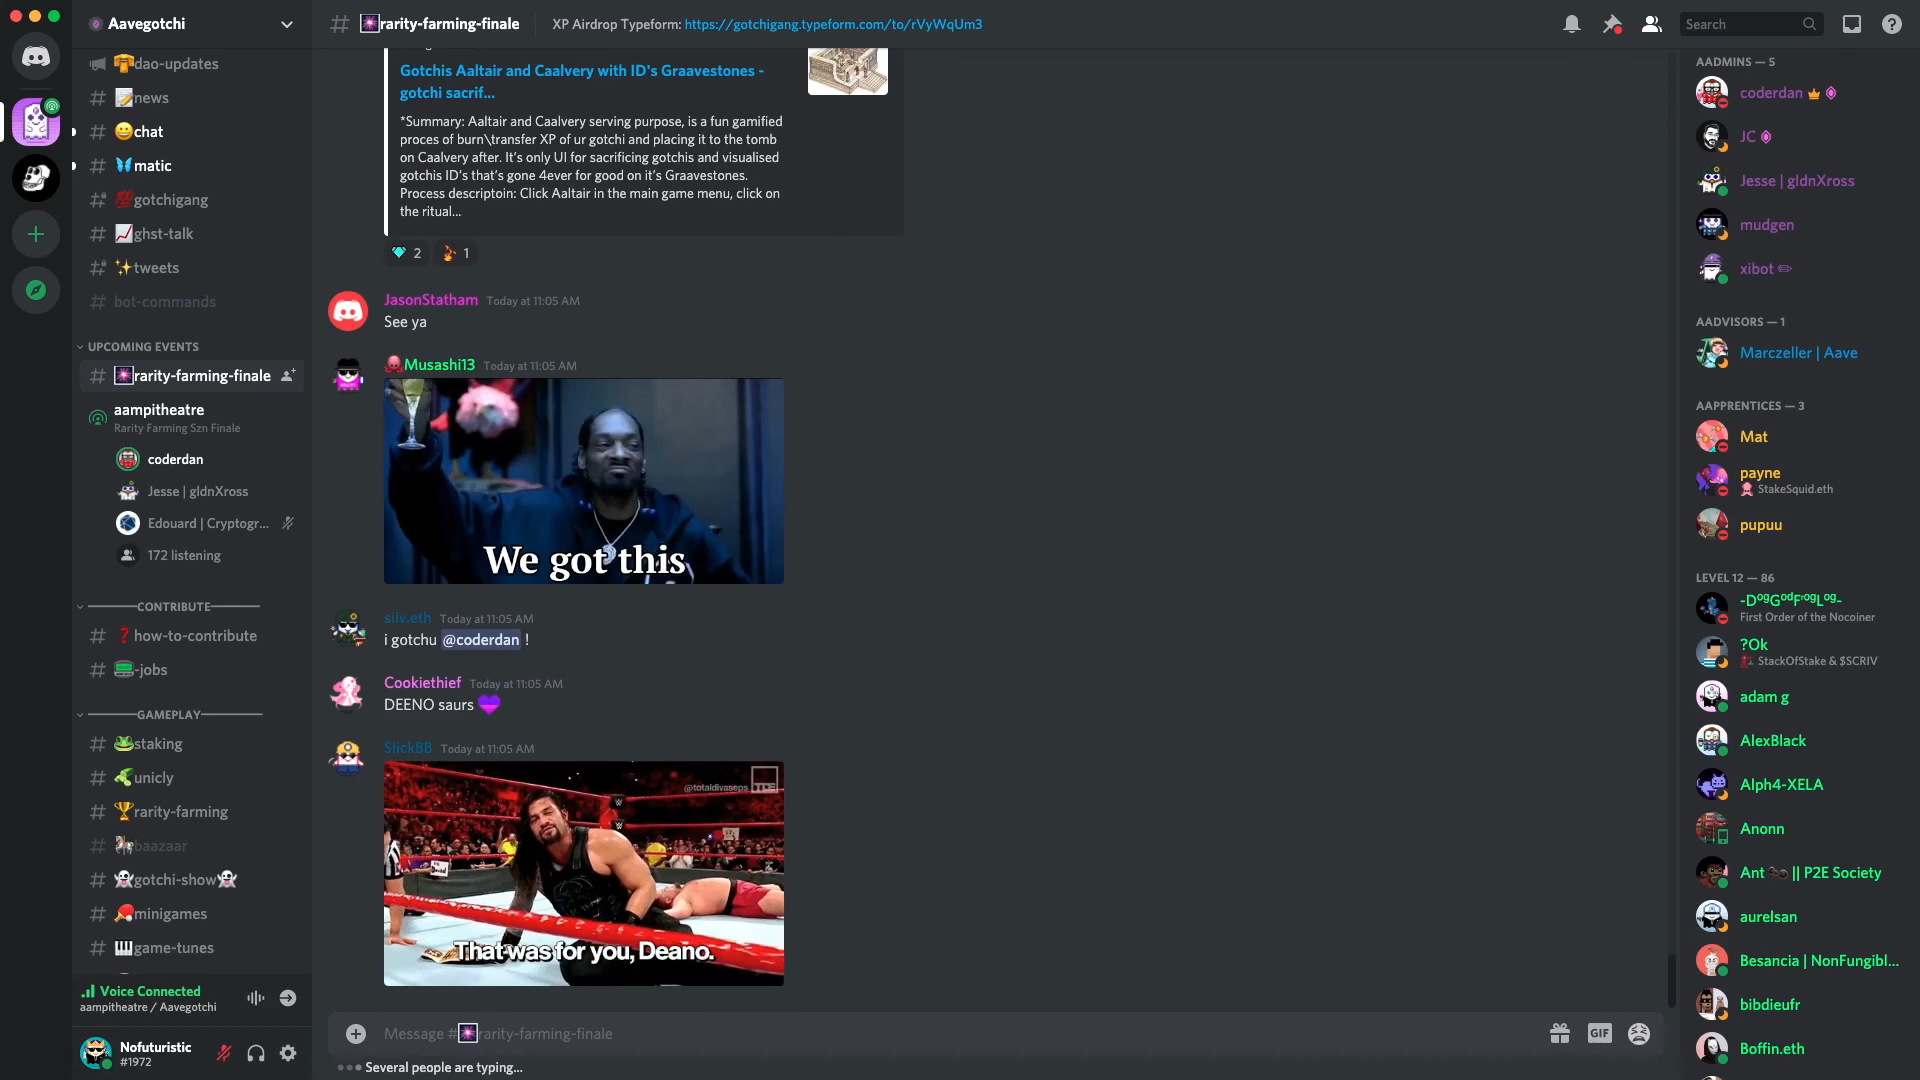 Aavegotchi
dao-updates
news
chat
matic
gotchigang
ghst-talk
tweets
bot-commands
UPCOMING EVENTS
rarity-farming-finale
aampitheatre
Rarity Farming Szn Finale
coderdan
Jesse | gldnXross
Edouard | Cryptogr...
172 listening
CONTRIBUTE
how-to-contribute
-jobs
GAMEPLAY
staking
unicly
rarity-farming
baazaar
gotchi-show
minigames
game-tunes
Voice Connected
aampitheatre / Aavegotchi
Nofuturistic
#1972
rarity-farming-finale
XP Airdrop Typeform: https://gotchigang.typeform.com/to/rVyWqUm3
Search
Gotchis Aaltair and Caalvery with ID's Graavestones -
gotchi sacrif...
*Summary: Aaltair and Caalvery serving purpose, is a fun gamified
proces of burn\transfer XP of ur gotchi and placing it to the tomb
on Caalvery after. It's only UI for sacrificing gotchis and visualised
gotchis ID's that's gone 4ever for good on it's Graavestones.
Process descriptoin: Click Aaltair in the main game menu, click on
the ritual...
2
1
JasonStatham Today at 11:05 AM
See ya
Musashi13 Today at 11:05 AM
We got this
silv.eth Today at 11:05 AM
i gotchu @coderdan !
Cookiethief Today at 11:05 AM
DEENO saurs
SlickBB Today at 11:05 AM
@totaldivaseps
That was for you, Deano.
Message # rarity-farming-finale
GIF
Several people are typing...
AADMINS — 5
coderdan
JC
Jesse | gldnXross
mudgen
xibot
AADVISORS — 1
Marczeller | Aave
AAPPRENTICES — 3
Mat
payne
StakeSquid.eth
pupuu
LEVEL 12 — 86
-DᵒᵍGᵒᵈFʳᵒᵍLᵒᵍ-
First Order of the Nocoiner
?Ok
StackOfStake & $SCRIV
adam g
AlexBlack
Alph4-XELA
Anonn
Ant || P2E Society
aurelsan
Besancia | NonFungibl...
bibdieufr
Boffin.eth